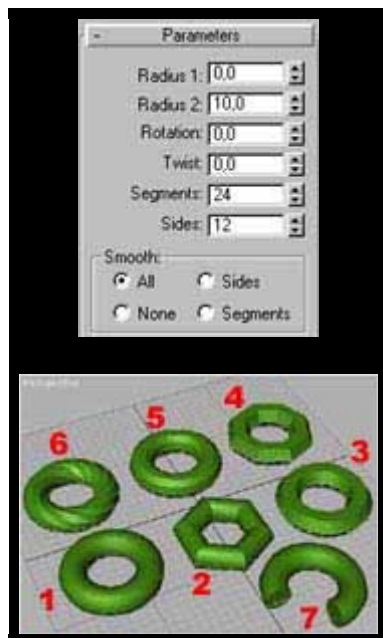 - Parameters
Radius 1: 0,0
Radius 2: 10,0
Rotation: 0,0
Twist: 0,0
Segments: 24
Sides: 12
Smooth:
All Sides
None Segments
Perspective
4
5
6
3
2
1
7